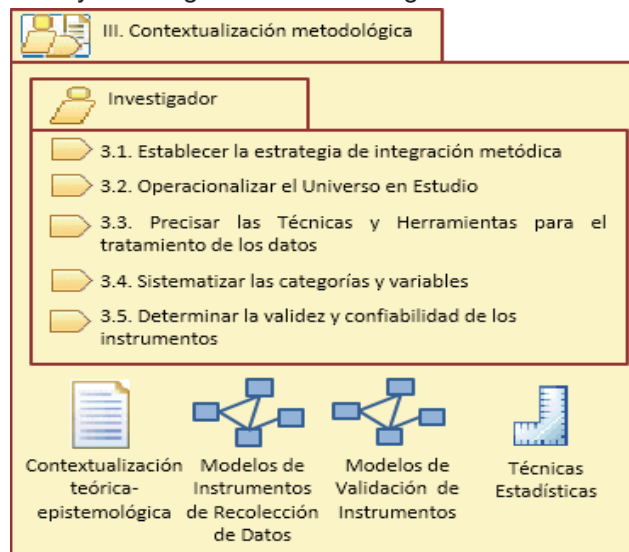 III. Contextualización metodológica
Investigador
3.1. Establecer la estrategia de integración metódica
3.2. Operacionalizar el Universo en Estudio
3.3. Precisar las Técnicas y Herramientas para el
tratamiento de los datos
3.4. Sistematizar las categorías y variables
3.5. Determinar la validez y confiabilidad de los
instrumentos
Contextualización
teórica-
epistemológica
Modelos de
Instrumentos
de Recolección
de Datos
Modelos de
Validación de
Instrumentos
Técnicas
Estadísticas